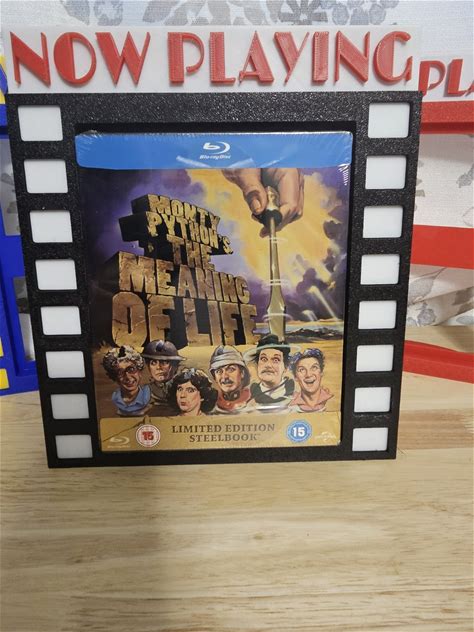 NOW PLAYING
PLA
Blu-ray Disc
MONTY
PYTHON'S
THE
MEANING
OF LIFE
LIMITED EDITION
STEELBOOK
15
15